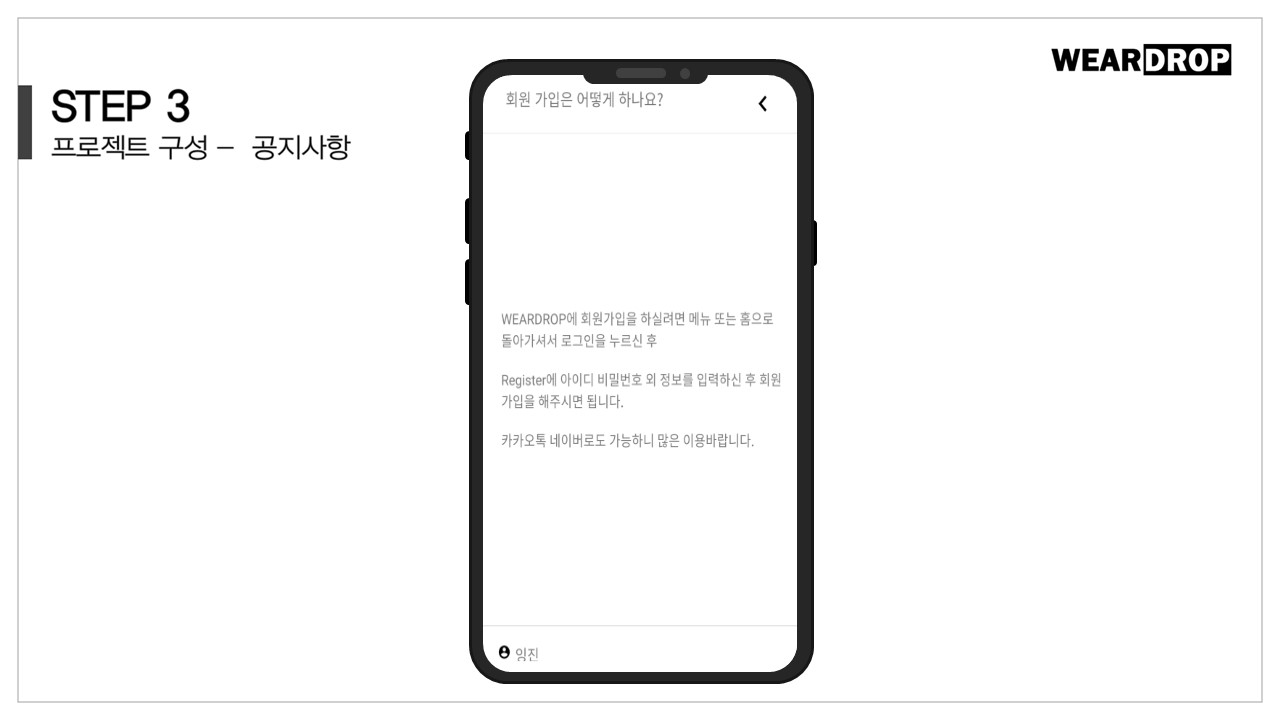 WEARDROP
STEP 3
프로젝트 구성 – 공지사항
회원 가입은 어떻게 하나요?
WEARDROP에 회원가입을 하실려면 메뉴 또는 홈으로
돌아가셔서 로그인을 누르신 후
Register에 아이디 비밀번호 외 정보를 입력하신 후 회원
가입을 해주시면 됩니다.
카카오톡 네이버로도 가능하니 많은 이용바랍니다.
잉진